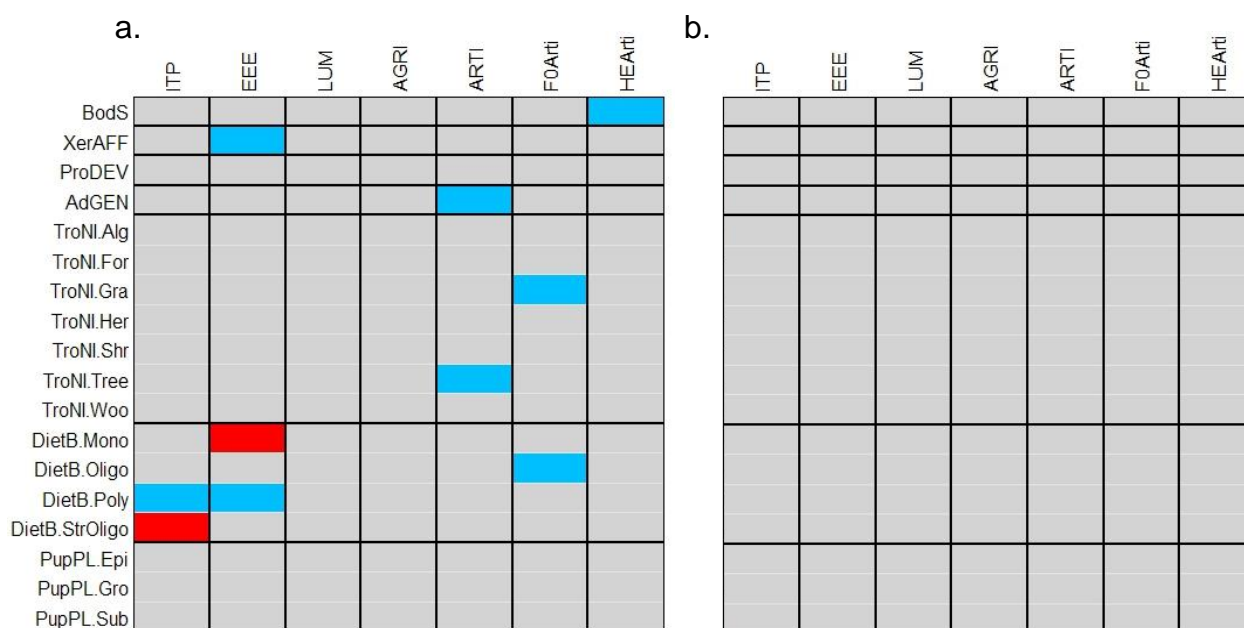 a.
ITP EEE LUM AGRI ARTI F0Arti HEArti
BodS
XerAFF
ProDEV
AdGEN
TroNI.Alg
TroNI.For
TroNI.Gra
TroNI.Her
TroNI.Shr
TroNI.Tree
TroNI.Woo
DietB.Mono
DietB.Oligo
DietB.Poly
DietB.StrOligo
PupPL.Epi
PupPL.Gro
PupPL.Sub
b.
ITP EEE LUM AGRI ARTI F0Arti HEArti